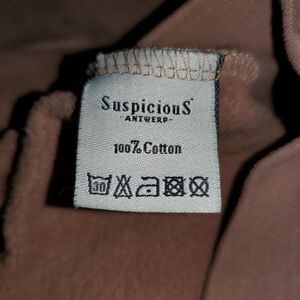 SuspiciouS
-ANTWERP-
100% Cotton
30